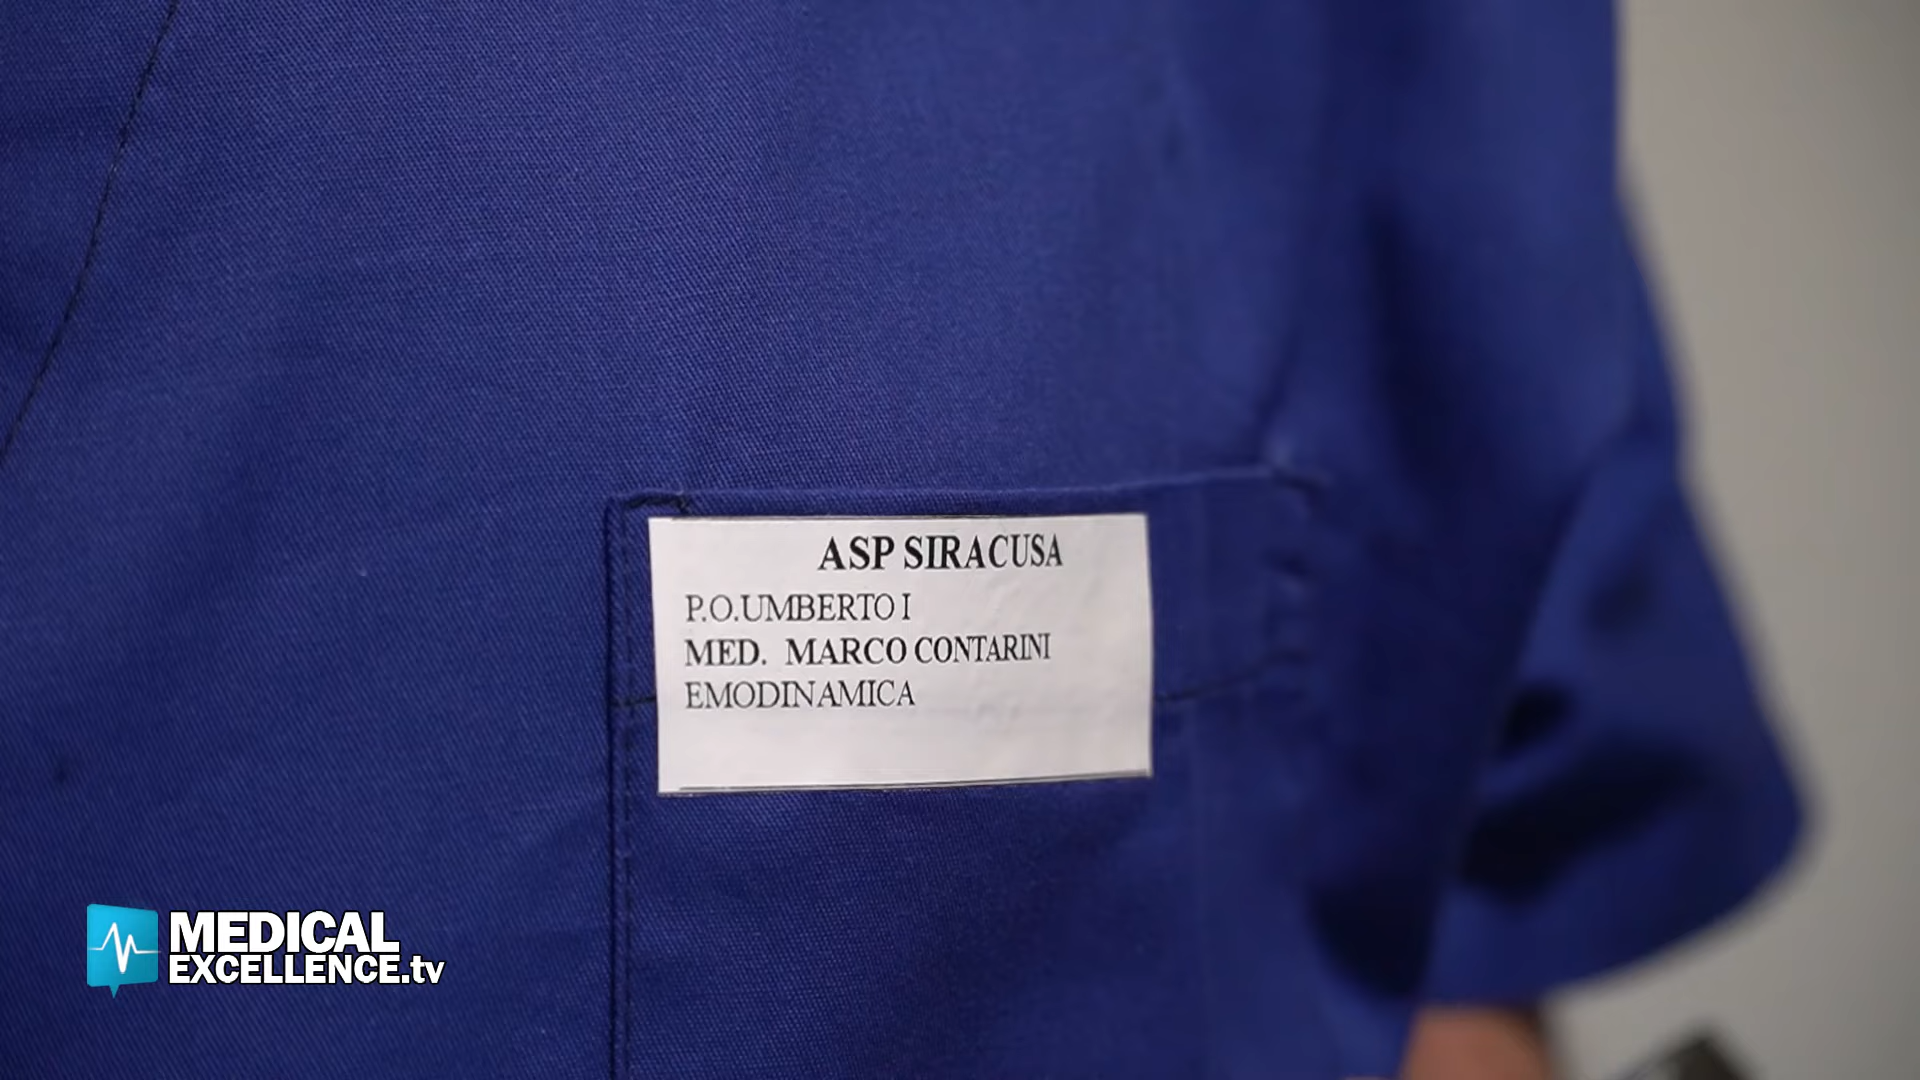 ASP SIRACUSA
P.O.UMBERTO I
MED. MARCO CONTARINI
EMODINAMICA
MEDICAL
EXCELLENCE.tv